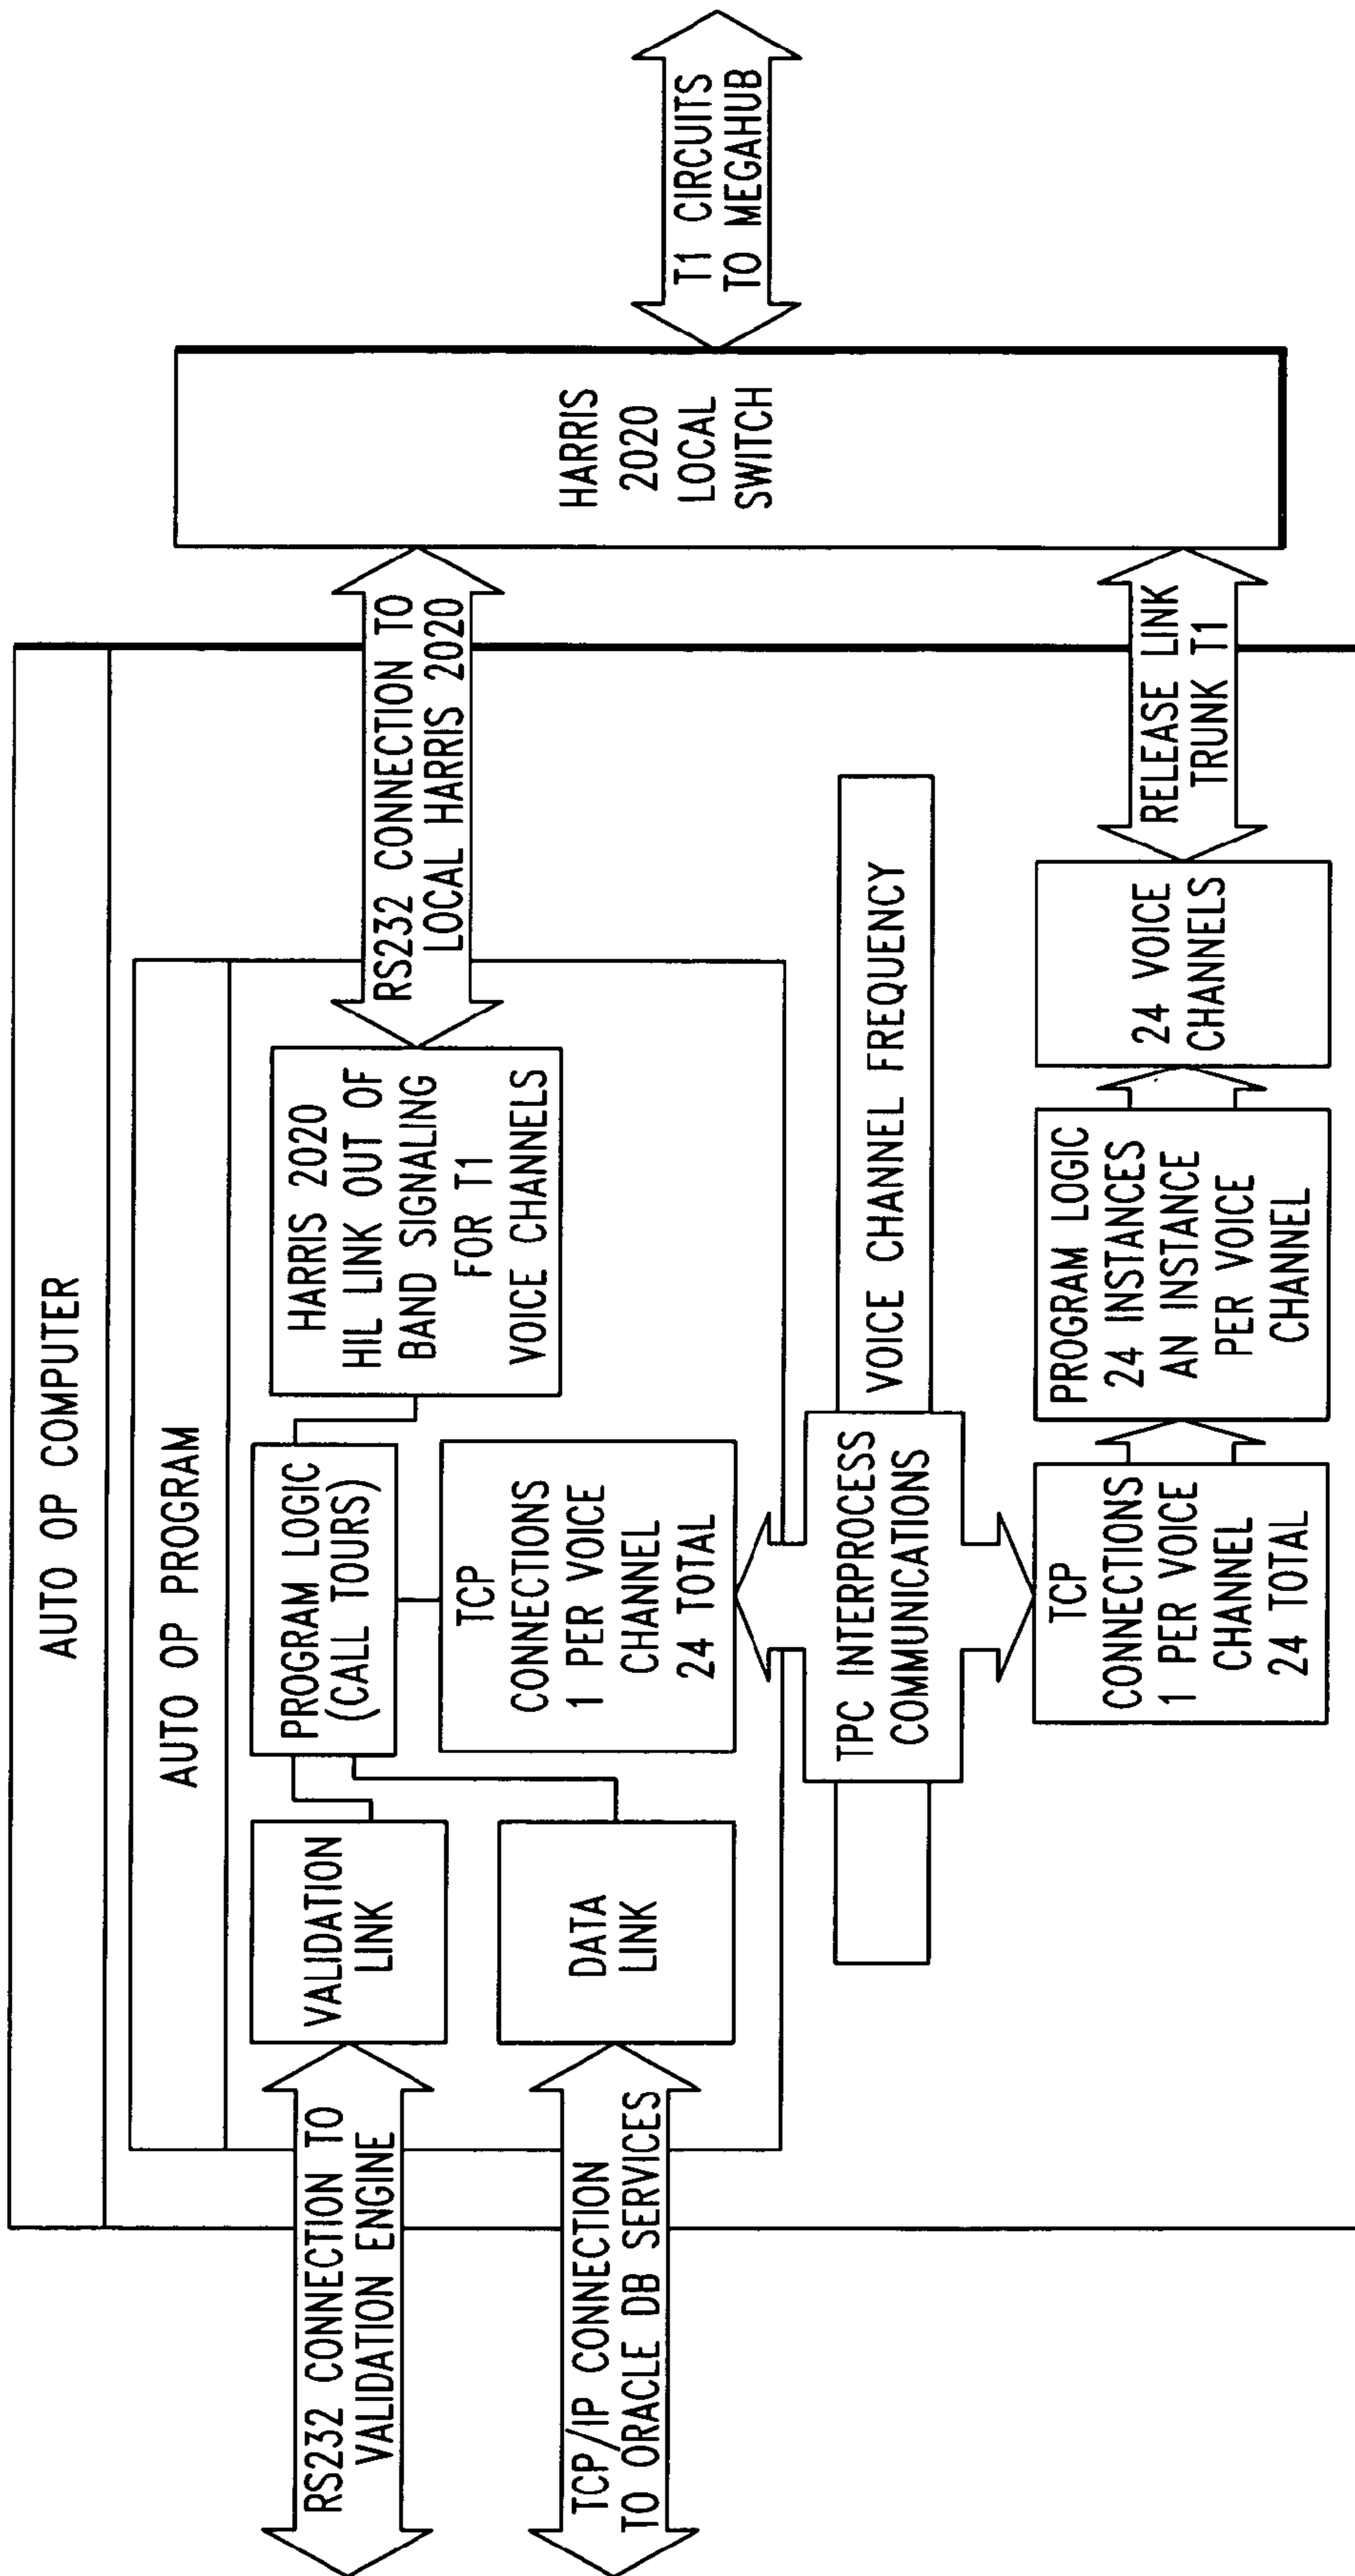 AUTO OP COMPUTER
AUTO OP PROGRAM
RS232 CONNECTION TO
VALIDATION ENGINE
VALIDATION
LINK
PROGRAM LOGIC
(CALL TOURS)
HARRIS 2020
HIL LINK OUT OF
BAND SIGNALING
FOR T1
VOICE CHANNELS
RS232 CONNECTION TO
LOCAL HARRIS 2020
HARRIS
2020
LOCAL
SWITCH
T1 CIRCUITS
TO MEGAHUB
TCP/IP CONNECTION
TO ORACLE DB SERVICES
DATA
LINK
TCP
CONNECTIONS
1 PER VOICE
CHANNEL
24 TOTAL
TPC INTERPROCESS
COMMUNICATIONS
VOICE CHANNEL FREQUENCY
TCP
CONNECTIONS
1 PER VOICE
CHANNEL
24 TOTAL
PROGRAM LOGIC
24 INSTANCES
AN INSTANCE
PER VOICE
CHANNEL
24 VOICE
CHANNELS
RELEASE LINK
TRUNK T1